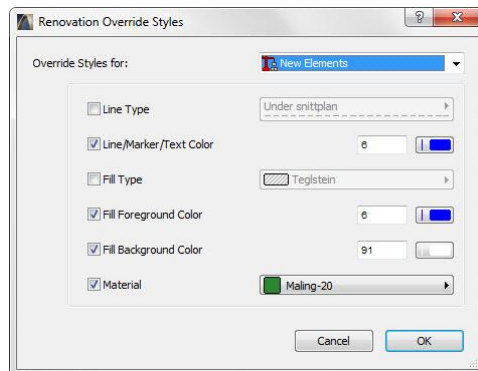 Renovation Override Styles
Override Styles for: New Elements
Line Type Under snittplan
Line/Marker/Text Color 6
Fill Type Teglstein
Fill Foreground Color 6
Fill Background Color 91
Material Maling-20
Cancel OK